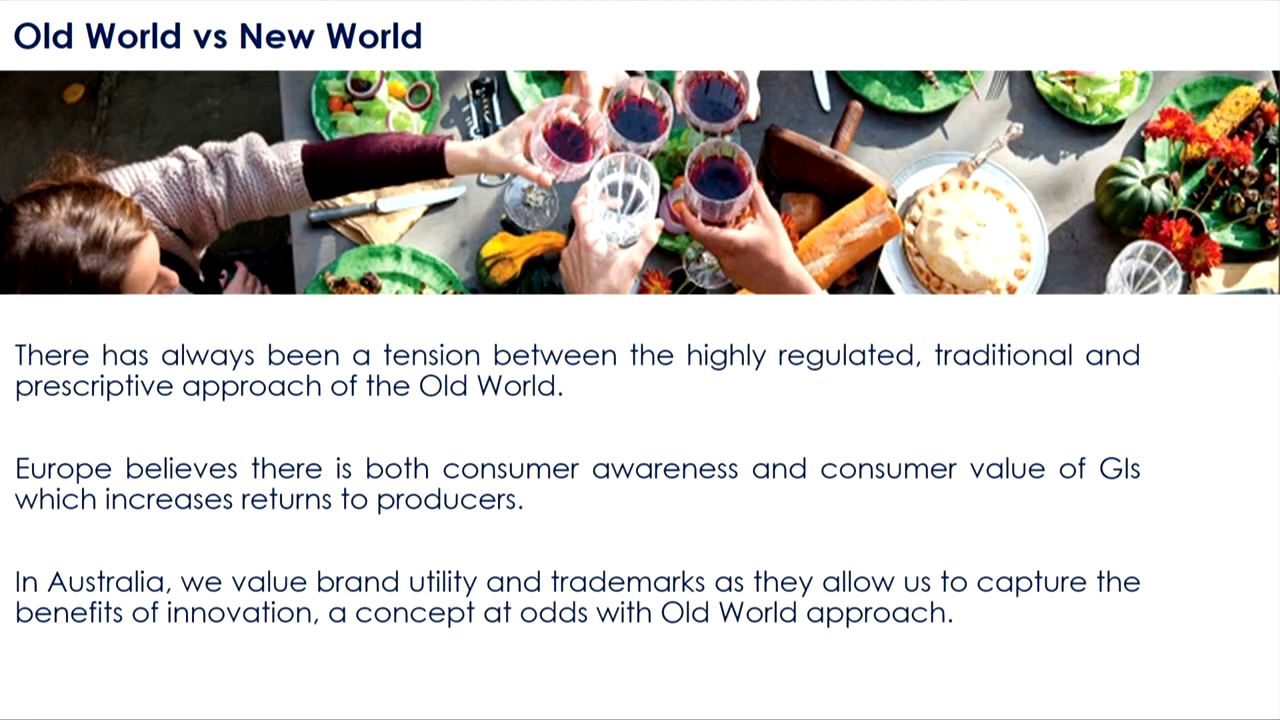 Old World vs New World
There has always been a tension between the highly regulated, traditional and
prescriptive approach of the Old World.
Europe believes there is both consumer awareness and consumer value of GIs
which increases returns to producers.
In Australia, we value brand utility and trademarks as they allow us to capture the
benefits of innovation, a concept at odds with Old World approach.